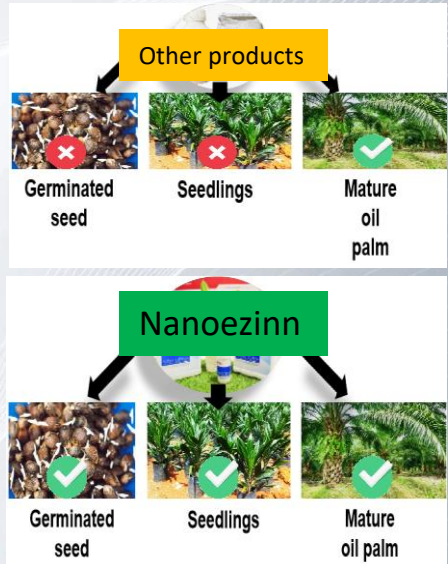 Other products
Germinated
seed
Seedlings
Mature
oil
palm
Nanoezinn
Germinated
seed
Seedlings
Mature
oil palm